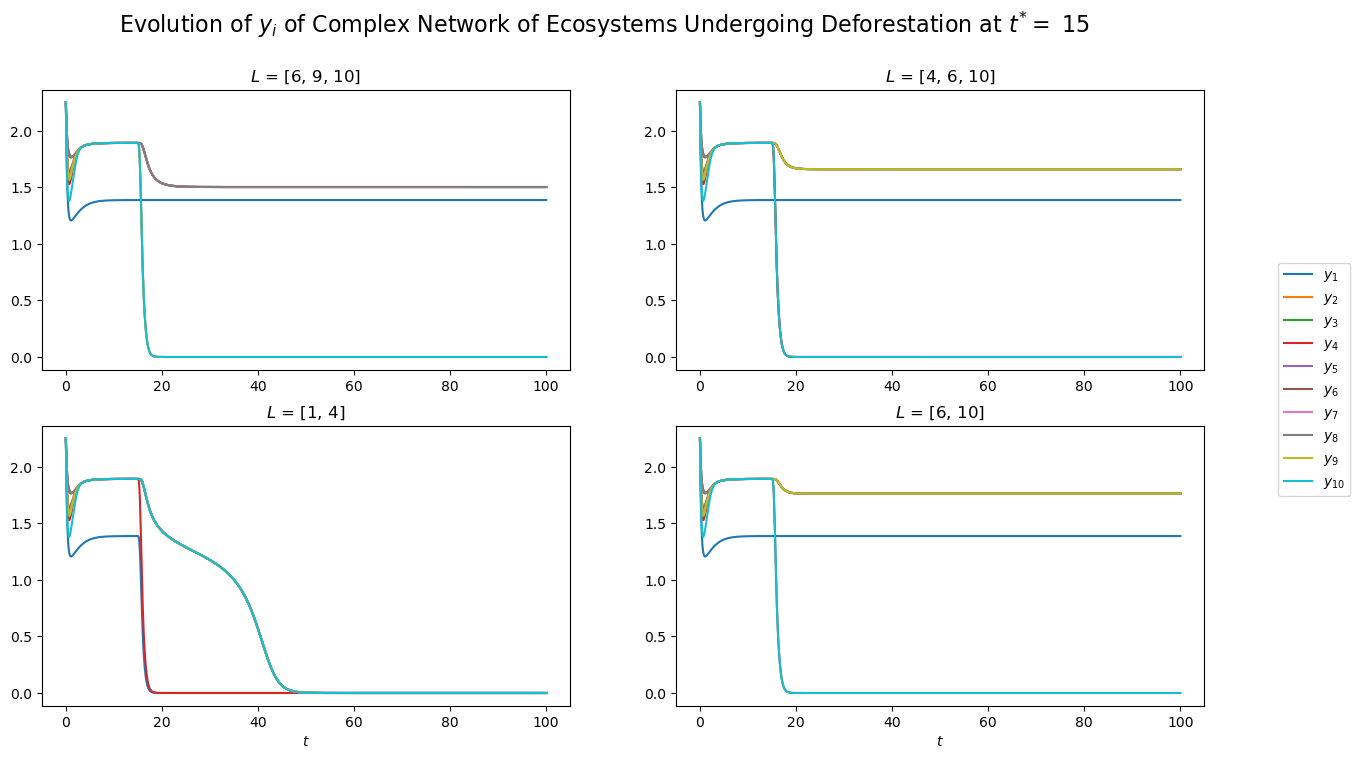 Evolution of y_i of Complex Network of Ecosystems Undergoing Deforestation at t* = 15
L = [6, 9, 10]
2.0
1.5
1.0
0.5
0.0
0 20 40 60 80 100
L = [4, 6, 10]
2.0
1.5
1.0
0.5
0.0
0 20 40 60 80 100
L = [1, 4]
2.0
1.5
1.0
0.5
0.0
0 20 40 60 80 100
t
L = [6, 10]
2.0
1.5
1.0
0.5
0.0
0 20 40 60 80 100
t
y_1
y_2
y_3
y_4
y_5
y_6
y_7
y_8
y_9
y_10